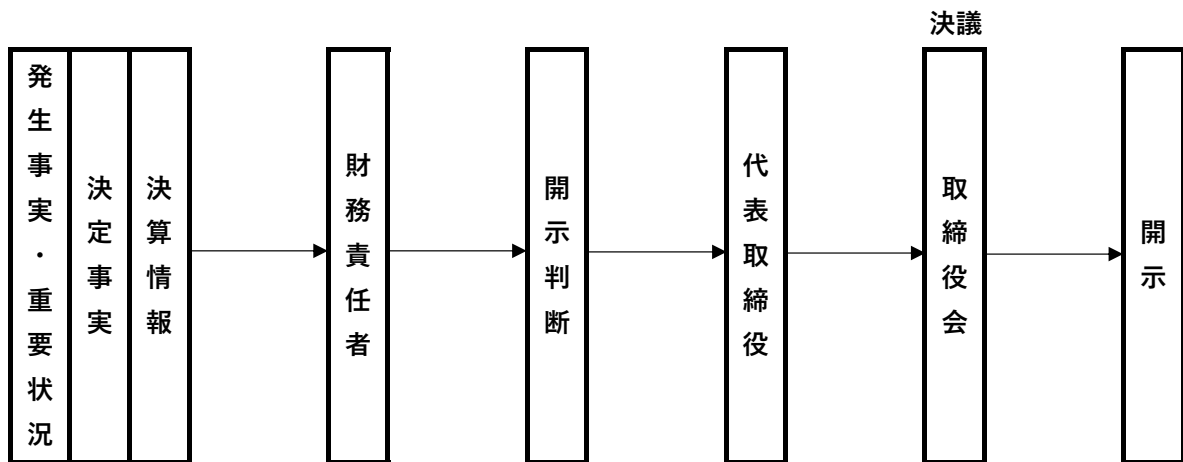 決議
発生事実・重要状況
決定事実
決算情報
財務責任者
開示判断
代表取締役
取締役会
開示